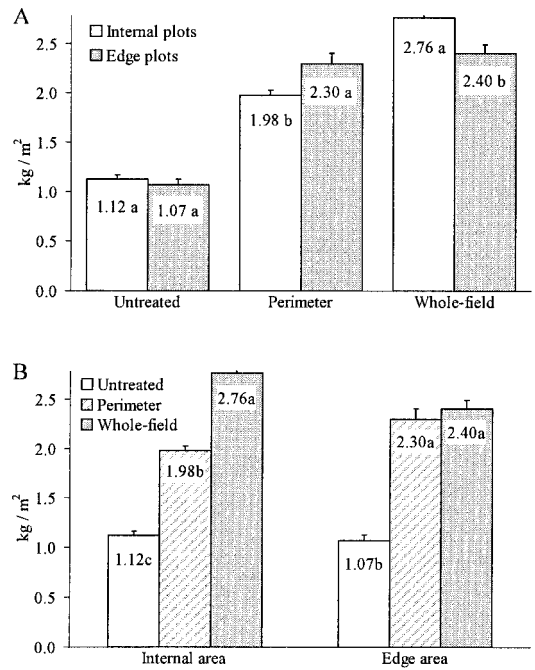 A
Internal plots
Edge plots
kg / m²
2.5
2.0
1.5
1.0
0.5
0.0
1.12 a
1.07 a
1.98 b
2.30 a
2.76 a
2.40 b
Untreated Perimeter Whole-field
B
Untreated
Perimeter
Whole-field
kg / m²
2.5
2.0
1.5
1.0
0.5
0.0
1.12c
1.98b
2.76a
1.07b
2.30a
2.40a
Internal area Edge area